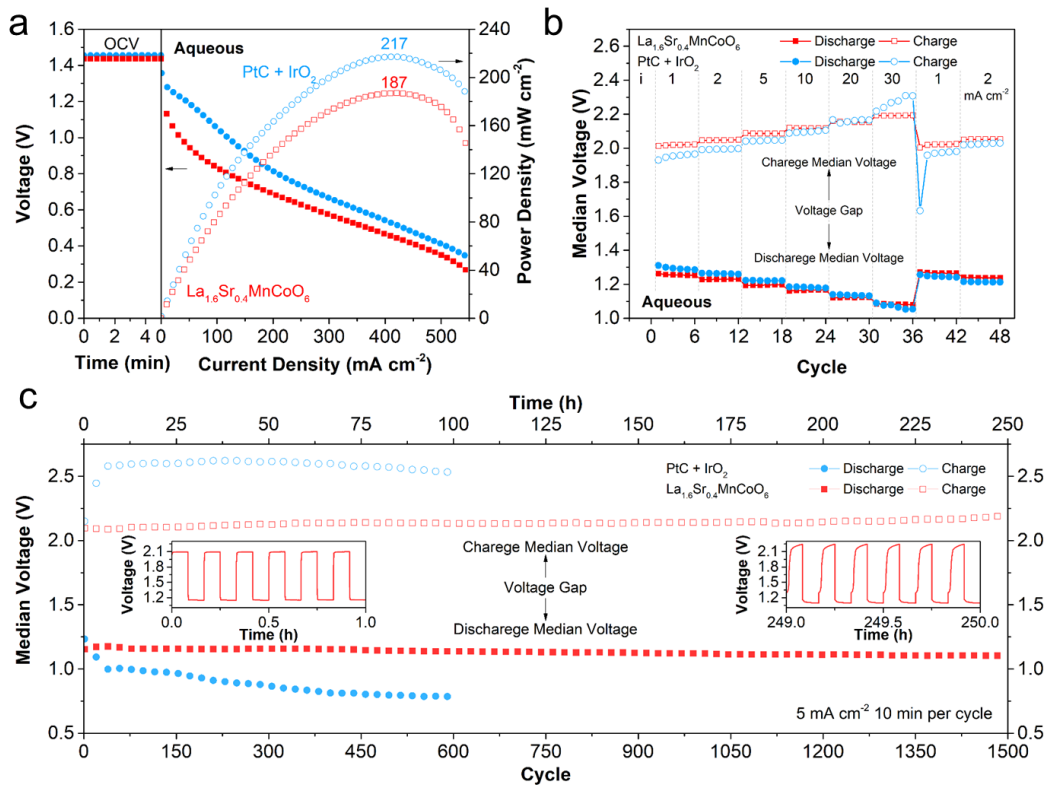 a
OCV
Aqueous
217
PtC + IrO2
187
La1.6Sr0.4MnCoO6
Voltage (V)
0.0 0.2 0.4 0.6 0.8 1.0 1.2 1.4 1.6
Power Density (mW cm-2)
0 40 80 120 160 200 240
0 2 4 0 100 200 300 400 500
Time (min) Current Density (mA cm-2)
b
La1.6Sr0.4MnCoO6 Discharge Charge
PtC + IrO2 Discharge Charge
i 1 2 5 10 20 30 1 2
mA cm-2
Charege Median Voltage
Voltage Gap
Discharege Median Voltage
Aqueous
Median Voltage (V)
1.0 1.2 1.4 1.6 1.8 2.0 2.2 2.4 2.6
0 6 12 18 24 30 36 42 48
Cycle
c
Time (h)
0 25 50 75 100 125 150 175 200 225 250
PtC + IrO2 Discharge Charge
La1.6Sr0.4MnCoO6 Discharge Charge
Median Voltage (V)
0.5 1.0 1.5 2.0 2.5
0.5 1.0 1.5 2.0 2.5
Charege Median Voltage
Voltage Gap
Discharege Median Voltage
Voltage (V)
1.2 1.5 1.8 2.1
0.0 0.5 1.0
Time (h)
Voltage (V)
1.2 1.5 1.8 2.1
249.0 249.5 250.0
Time (h)
5 mA cm-2 10 min per cycle
0 150 300 450 600 750 900 1050 1200 1350 1500
Cycle